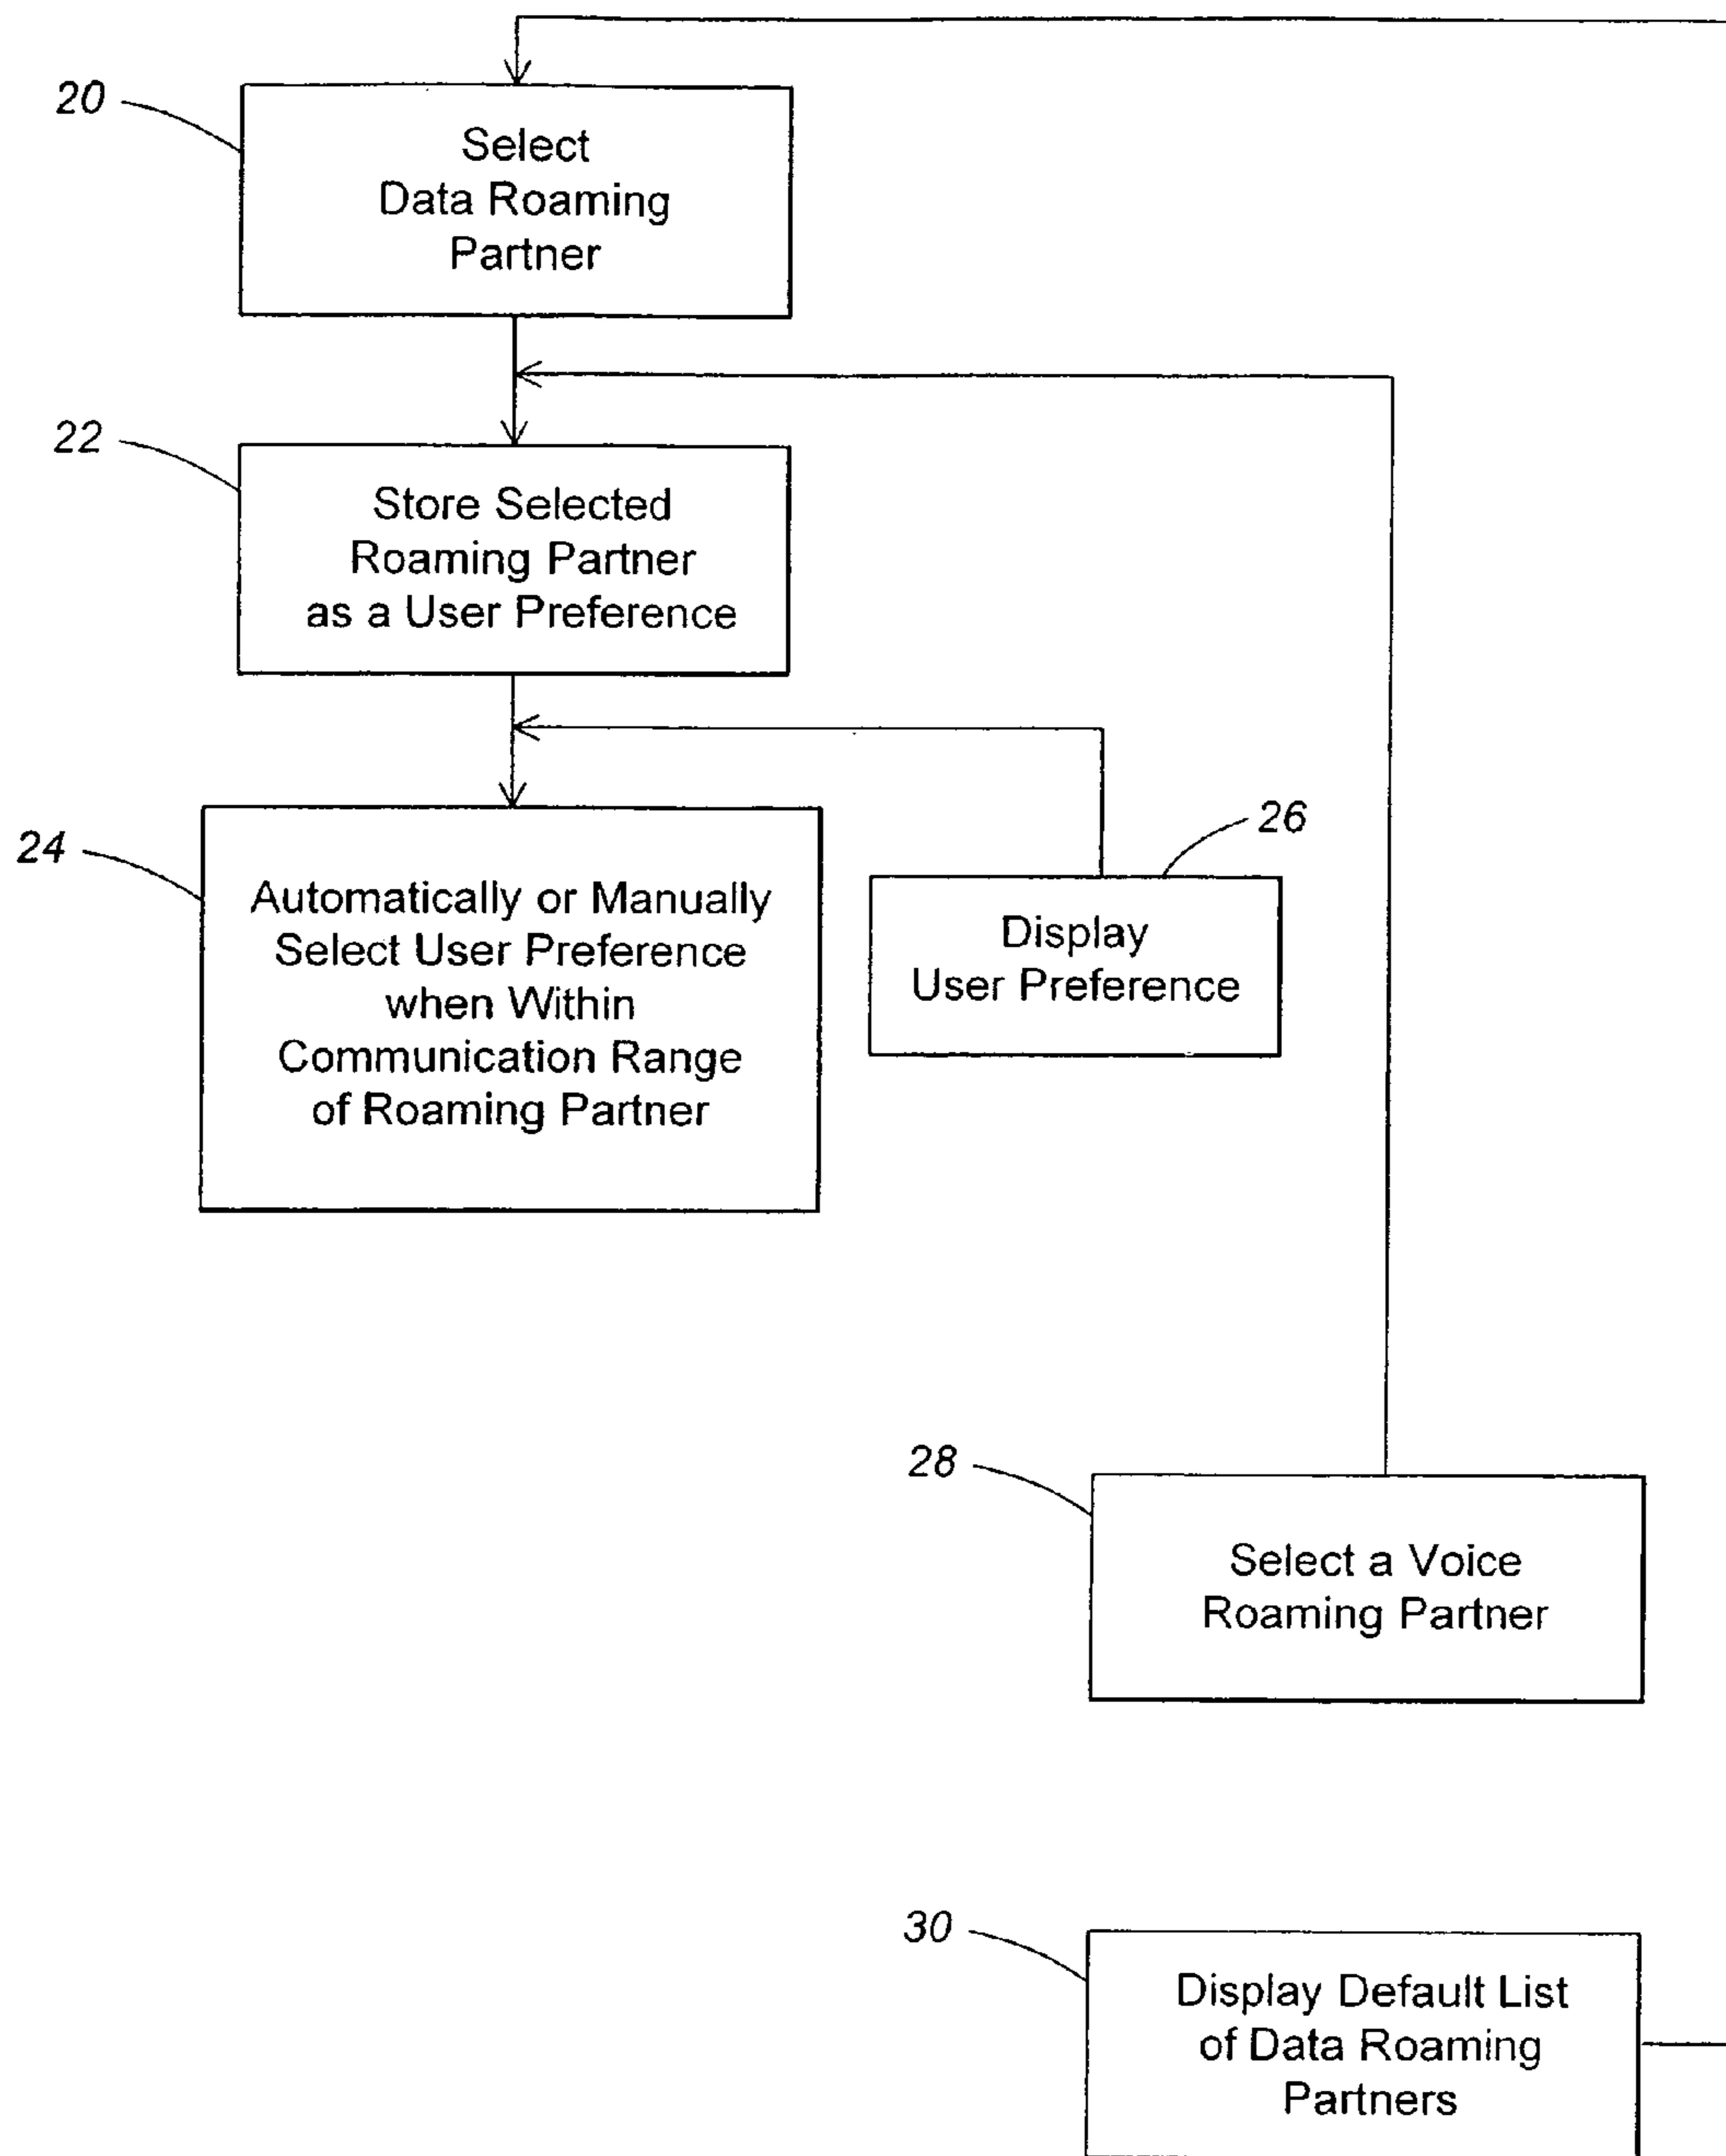 20
Select
Data Roaming
Partner
22
Store Selected
Roaming Partner
as a User Preference
24
Automatically or Manually
Select User Preference
when Within
Communication Range
of Roaming Partner
26
Display
User Preference
28
Select a Voice
Roaming Partner
30
Display Default List
of Data Roaming
Partners